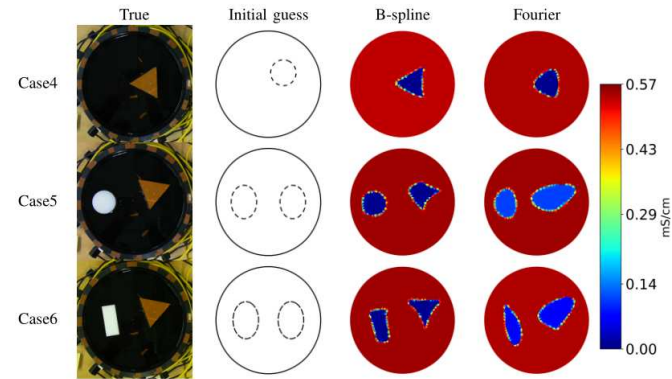 True Initial guess B-spline Fourier
Case4
Case5
Case6
0.57
0.43
0.29
0.14
0.00
mS/cm